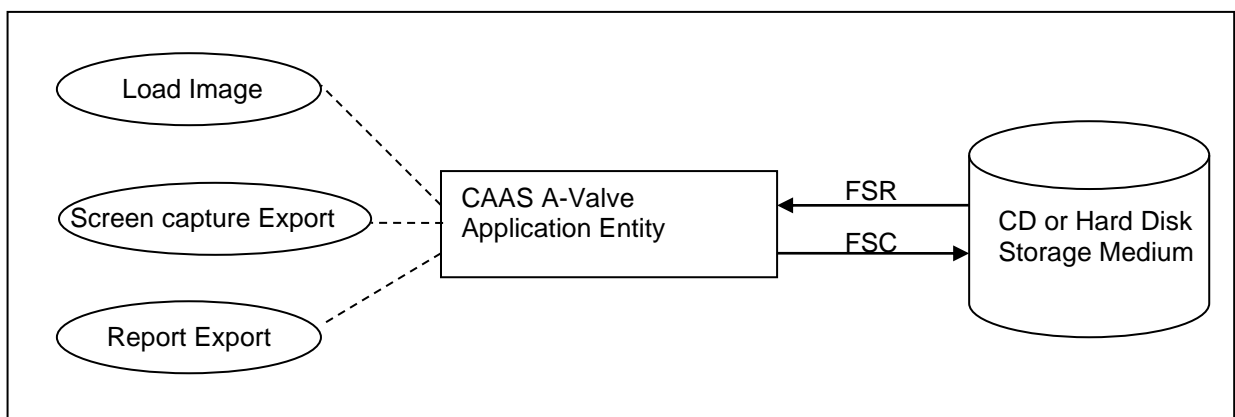 Load Image
Screen capture Export
Report Export
CAAS A-Valve
Application Entity
FSR
FSC
CD or Hard Disk
Storage Medium